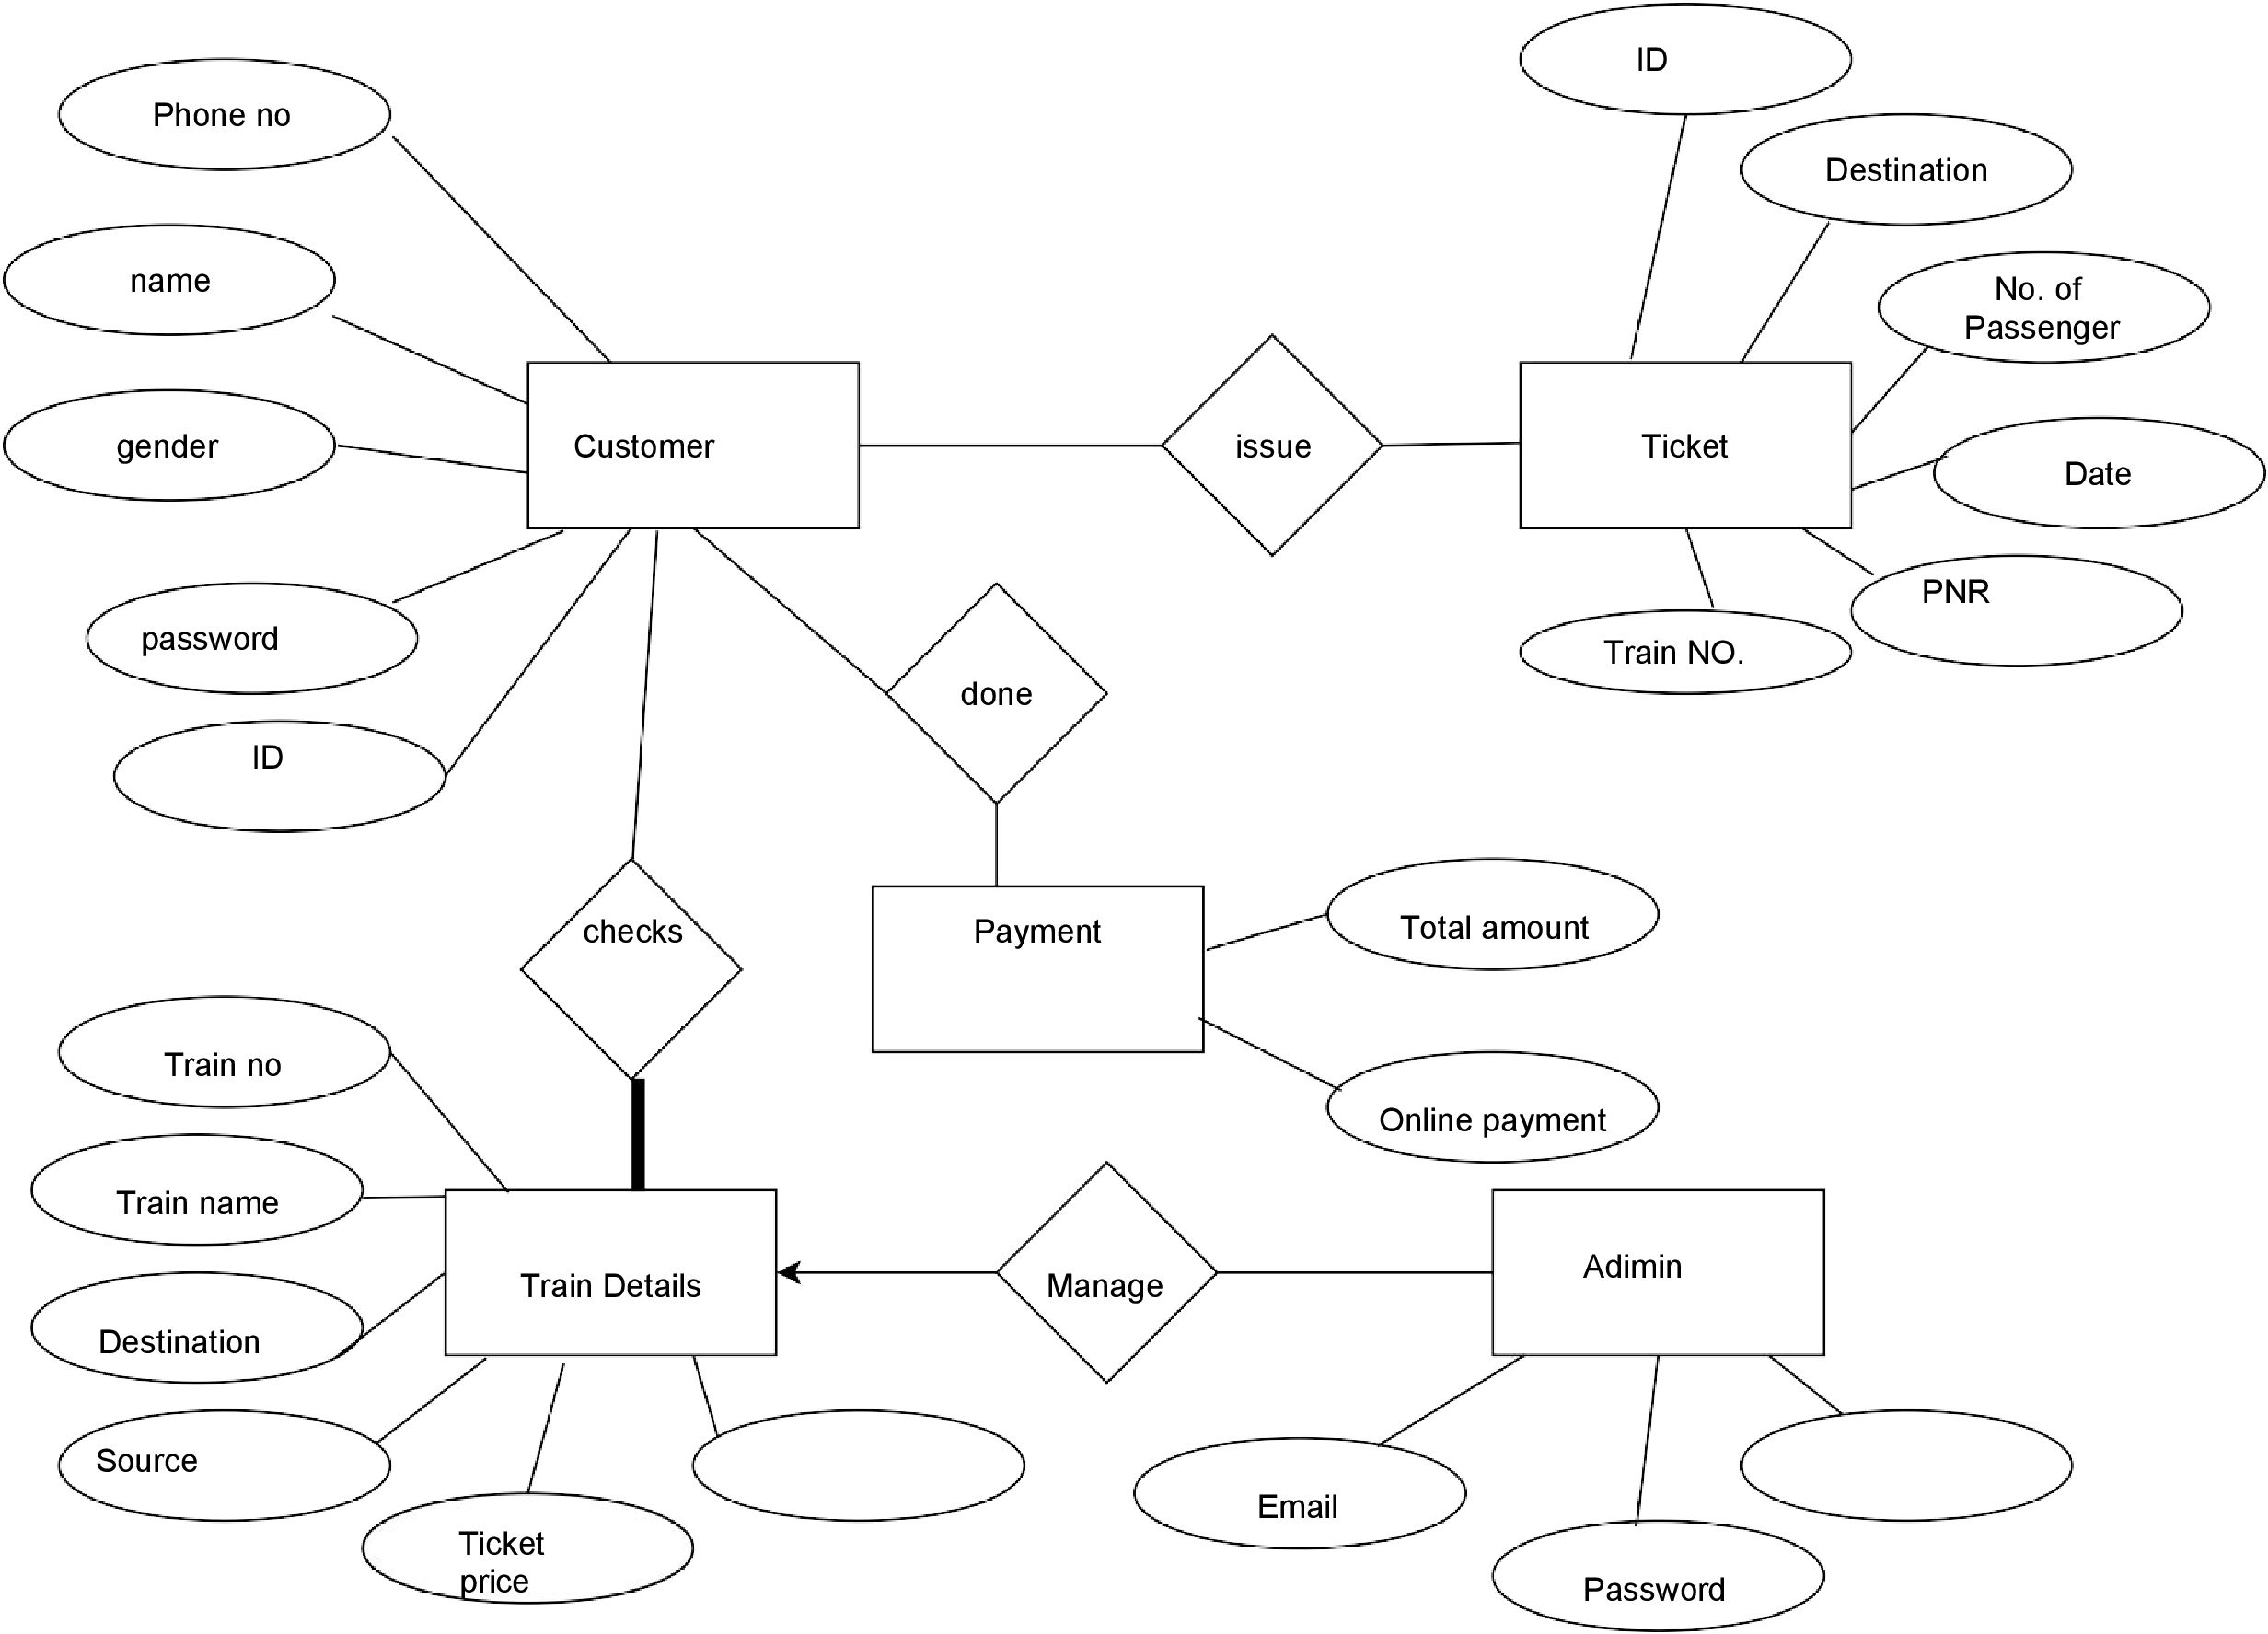 ID
Phone no
Destination
name
No. of
Passenger
gender
Customer
issue
Ticket
Date
PNR
password
Train NO.
done
ID
checks
Payment
Total amount
Train no
Online payment
Train name
Train Details
Manage
Adimin
Destination
Source
Email
Ticket
price
Password